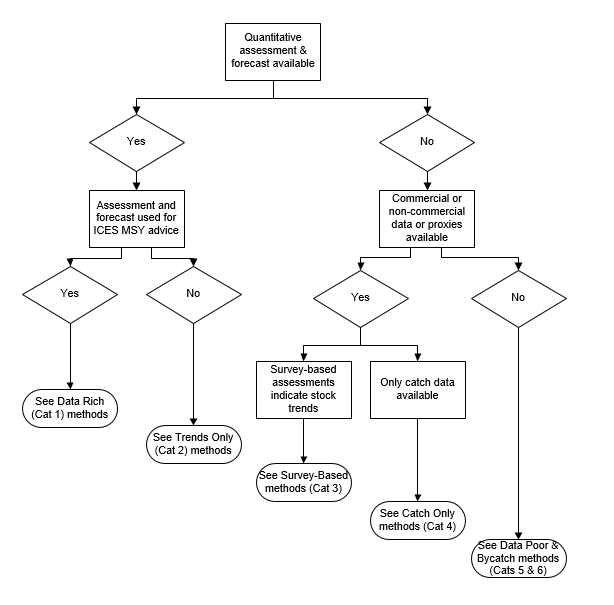 Quantitative
assessment &
forecast available
Yes
No
Assessment and
forecast used for
ICES MSY advice
Commercial or
non-commercial
data or proxies
available
Yes
No
Yes
No
Survey-based
assessments
indicate stock
trends
Only catch data
available
See Data Rich
(Cat 1) methods
See Trends Only
(Cat 2) methods
See Survey-Based
methods (Cat 3)
See Catch Only
methods (Cat 4)
See Data Poor &
Bycatch methods
(Cats 5 & 6)